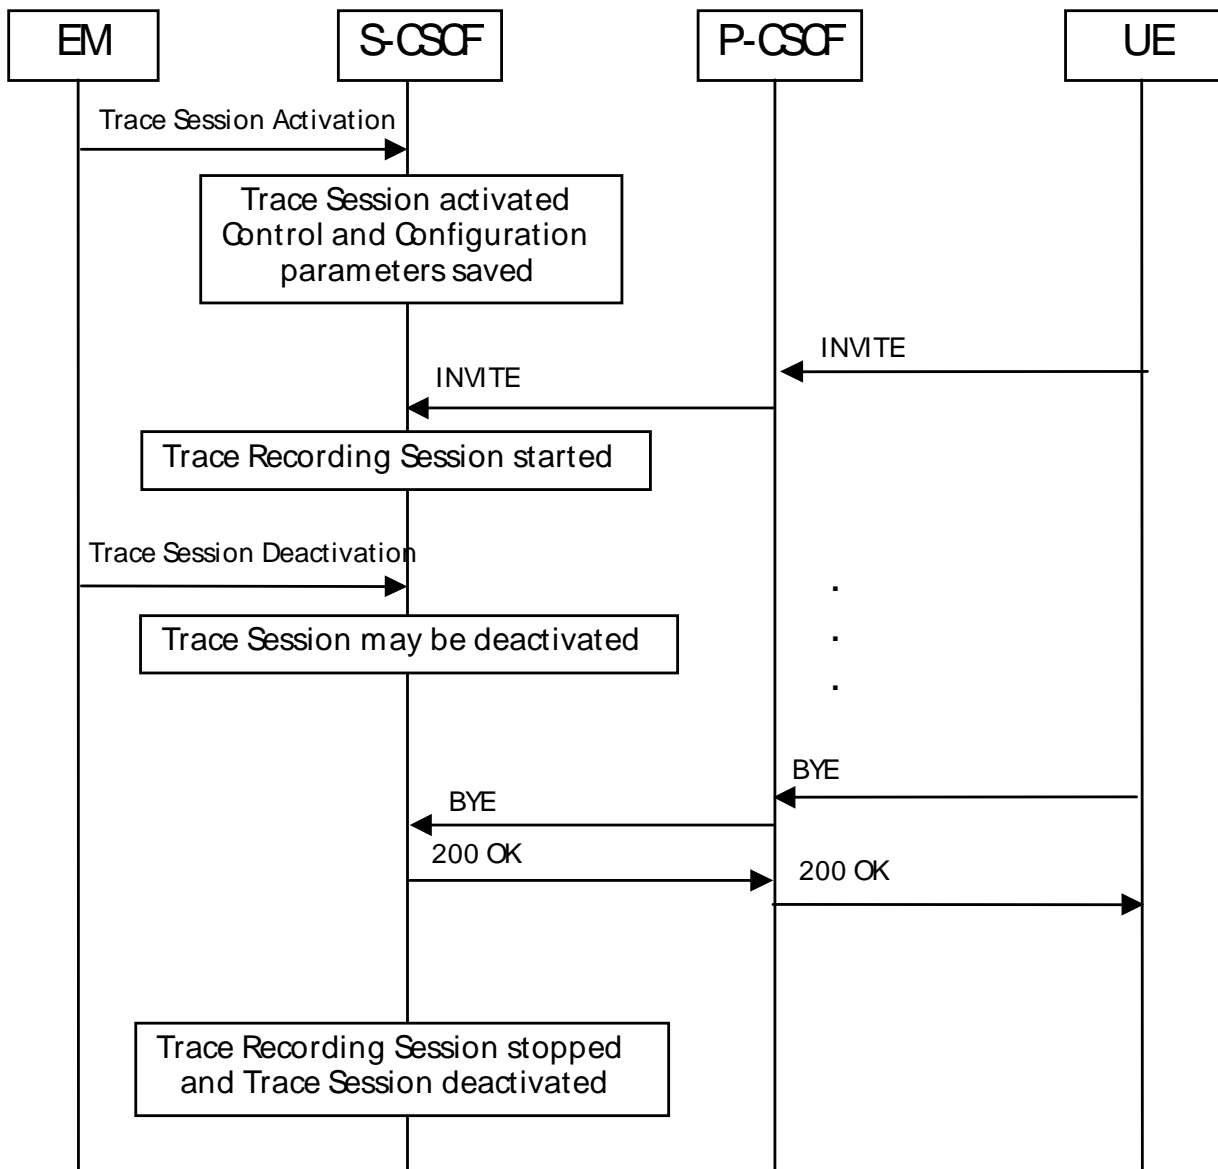 EM
S-CSCF
P-CSCF
UE
Trace Session Activation
Trace Session activated
Control and Configuration
parameters saved
INVITE
INVITE
Trace Recording Session started
Trace Session Deactivation
.
Trace Session may be deactivated
.
.
BYE
BYE
200 OK
200 OK
Trace Recording Session stopped
and Trace Session deactivated